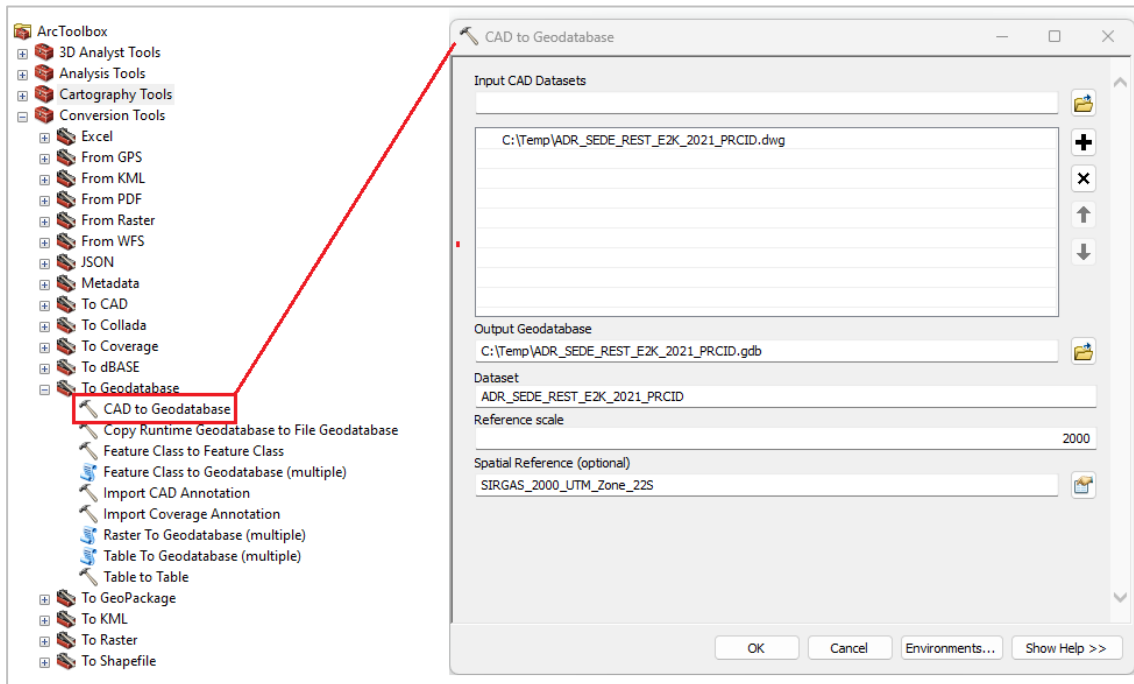 ArcToolbox
3D Analyst Tools
Analysis Tools
Cartography Tools
Conversion Tools
Excel
From GPS
From KML
From PDF
From Raster
From WFS
JSON
Metadata
To CAD
To Collada
To Coverage
To dBASE
To Geodatabase
CAD to Geodatabase
Copy Runtime Geodatabase to File Geodatabase
Feature Class to Feature Class
Feature Class to Geodatabase (multiple)
Import CAD Annotation
Import Coverage Annotation
Raster To Geodatabase (multiple)
Table To Geodatabase (multiple)
Table to Table
To GeoPackage
To KML
To Raster
To Shapefile
CAD to Geodatabase
Input CAD Datasets
C:\Temp\ADR_SEDE_REST_E2K_2021_PRCID.dwg
Output Geodatabase
C:\Temp\ADR_SEDE_REST_E2K_2021_PRCID.gdb
Dataset
ADR_SEDE_REST_E2K_2021_PRCID
Reference scale
2000
Spatial Reference (optional)
SIRGAS_2000_UTM_Zone_22S
OK Cancel Environments... Show Help >>